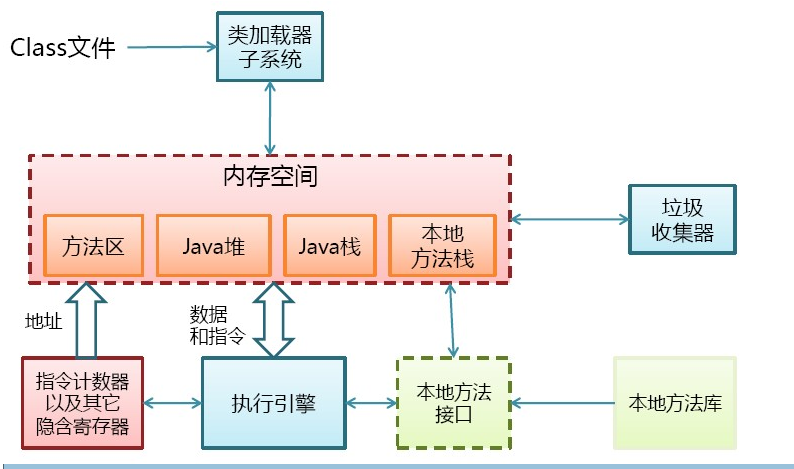 Class文件
类加载器
子系统
内存空间
方法区
Java堆
Java栈
本地
方法栈
垃圾
收集器
地址
数据
和指令
指令计数器
以及其它
隐含寄存器
执行引擎
本地方法
接口
本地方法库